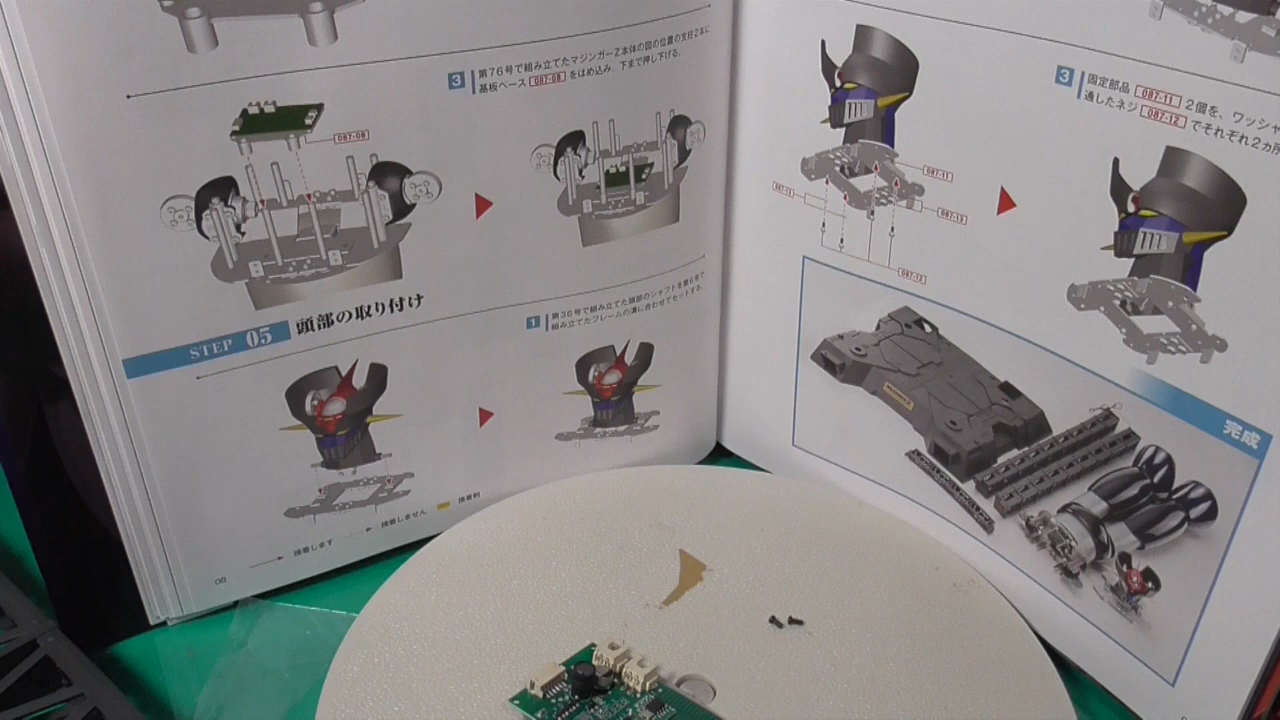 3 第76号で組み立てたマジンガーZ本体の図の位置の支柱2本に
基板ベース 087-08 をはめ込み、下まで押し下げる。
087-08
STEP 05 頭部の取り付け
1 第36号で組み立てた頭部のシャフトを第6号で
組み立てたフレームの溝に合わせてセットする。
接着します
接着しません
接着剤
06
3 固定部品 087-11 2個を、ワッシャ
通したネジ 087-12 でそれぞれ2カ所
087-11
087-11
087-13
087-12
完成